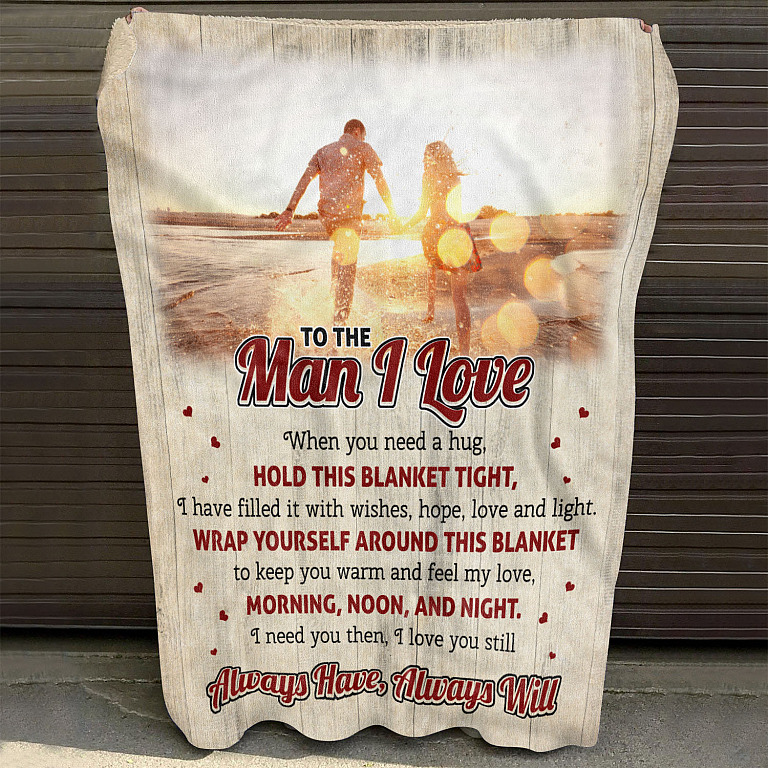 TO THE
Man I Love
When you need a hug,
HOLD THIS BLANKET TIGHT,
I have filled it with wishes, hope, love and light.
WRAP YOURSELF AROUND THIS BLANKET
to keep you warm and feel my love,
MORNING, NOON, AND NIGHT.
I need you then, I love you still
Always Have, Always Will